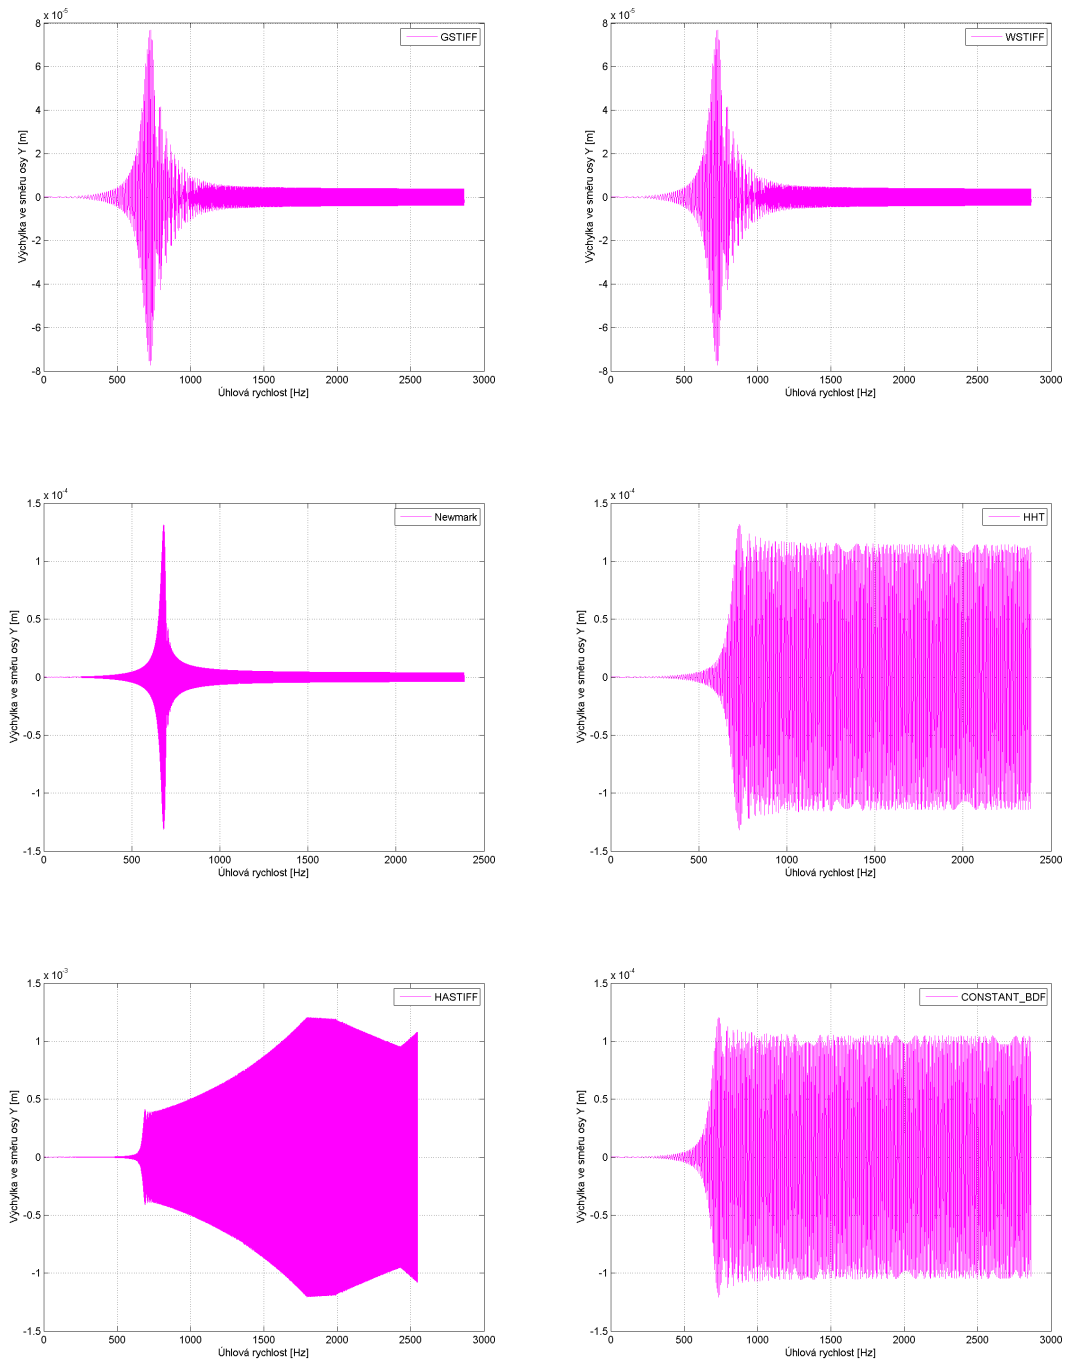 x 10-5
8
6
4
2
0
-2
-4
-6
-8
0 500 1000 1500 2000 2500 3000
Výchylka ve směru osy Y [m]
Úhlová rychlost [Hz]
GSTIFF
x 10-5
8
6
4
2
0
-2
-4
-6
-8
0 500 1000 1500 2000 2500 3000
Výchylka ve směru osy Y [m]
Úhlová rychlost [Hz]
WSTIFF
x 10-4
1.5
1
0.5
0
-0.5
-1
-1.5
0 500 1000 1500 2000 2500
Výchylka ve směru osy Y [m]
Úhlová rychlost [Hz]
Newmark
x 10-4
1.5
1
0.5
0
-0.5
-1
-1.5
0 500 1000 1500 2000 2500
Výchylka ve směru osy Y [m]
Úhlová rychlost [Hz]
HHT
x 10-3
1.5
1
0.5
0
-0.5
-1
-1.5
0 500 1000 1500 2000 2500 3000
Výchylka ve směru osy Y [m]
Úhlová rychlost [Hz]
HASTIFF
x 10-4
1.5
1
0.5
0
-0.5
-1
-1.5
0 500 1000 1500 2000 2500 3000
Výchylka ve směru osy Y [m]
Úhlová rychlost [Hz]
CONSTANT_BDF